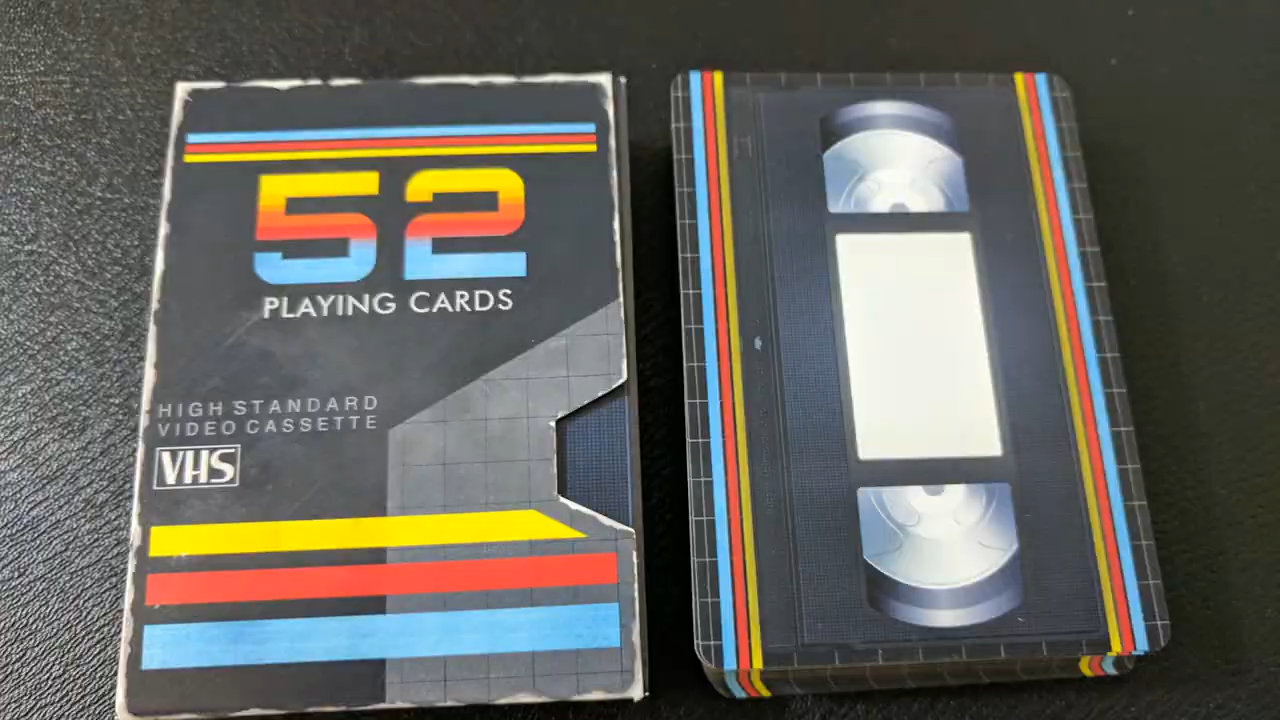 52
PLAYING CARDS
HIGH STANDARD
VIDEO CASSETTE
VHS